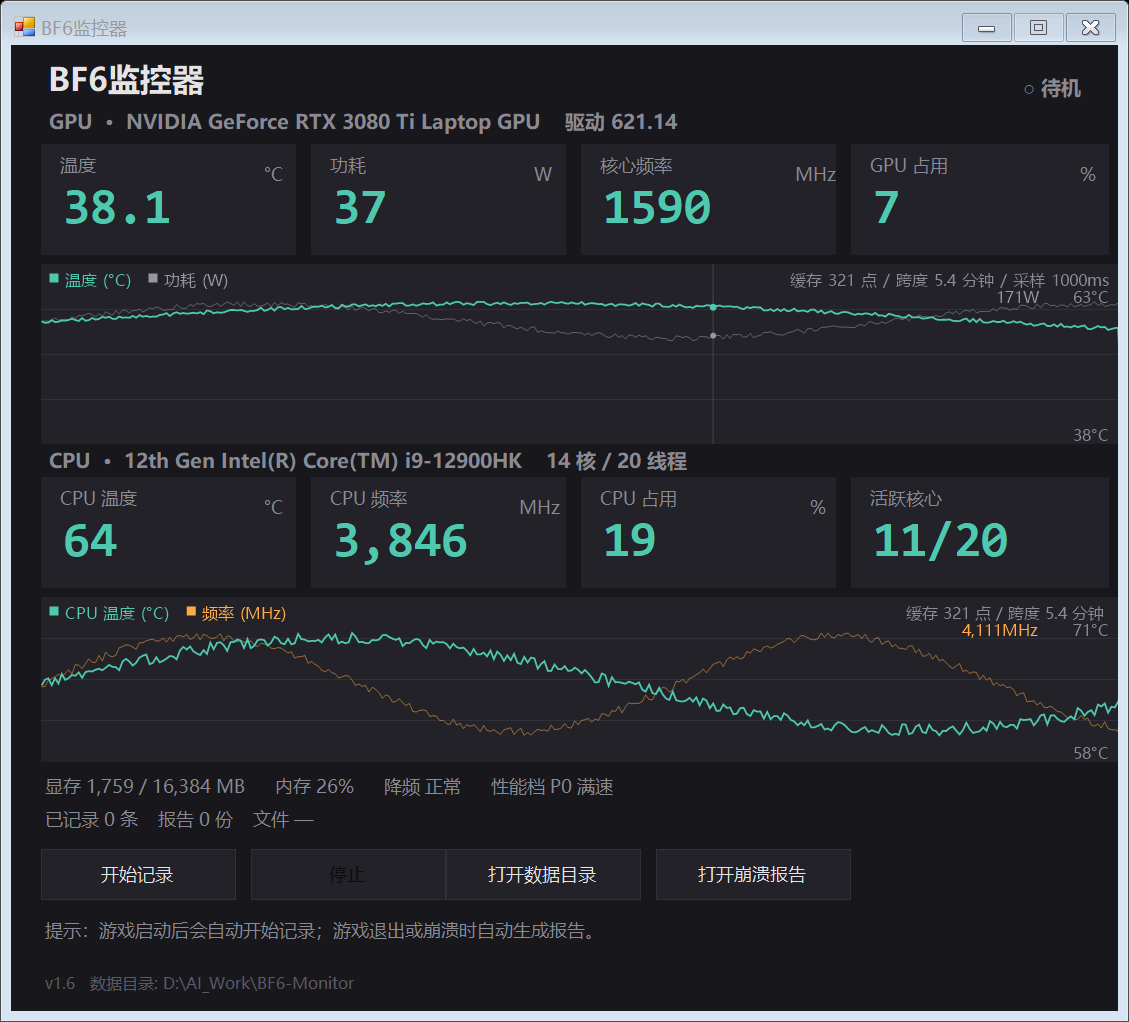 BF6监控器
BF6监控器
○ 待机
GPU • NVIDIA GeForce RTX 3080 Ti Laptop GPU 驱动 621.14
温度 °C
38.1
功耗 W
37
核心频率 MHz
1590
GPU 占用 %
7
温度 (°C) 功耗 (W) 缓存 321 点 / 跨度 5.4 分钟 / 采样 1000ms
171W 63°C
38°C
CPU • 12th Gen Intel(R) Core(TM) i9-12900HK 14 核 / 20 线程
CPU 温度 °C
64
CPU 频率 MHz
3,846
CPU 占用 %
19
活跃核心
11/20
CPU 温度 (°C) 频率 (MHz) 缓存 321 点 / 跨度 5.4 分钟
4,111MHz 71°C
58°C
显存 1,759 / 16,384 MB 内存 26% 降频 正常 性能档 P0 满速
已记录 0 条 报告 0 份 文件 —
开始记录 停止 打开数据目录 打开崩溃报告
提示：游戏启动后会自动开始记录；游戏退出或崩溃时自动生成报告。
v1.6 数据目录: D:\AI_Work\BF6-Monitor